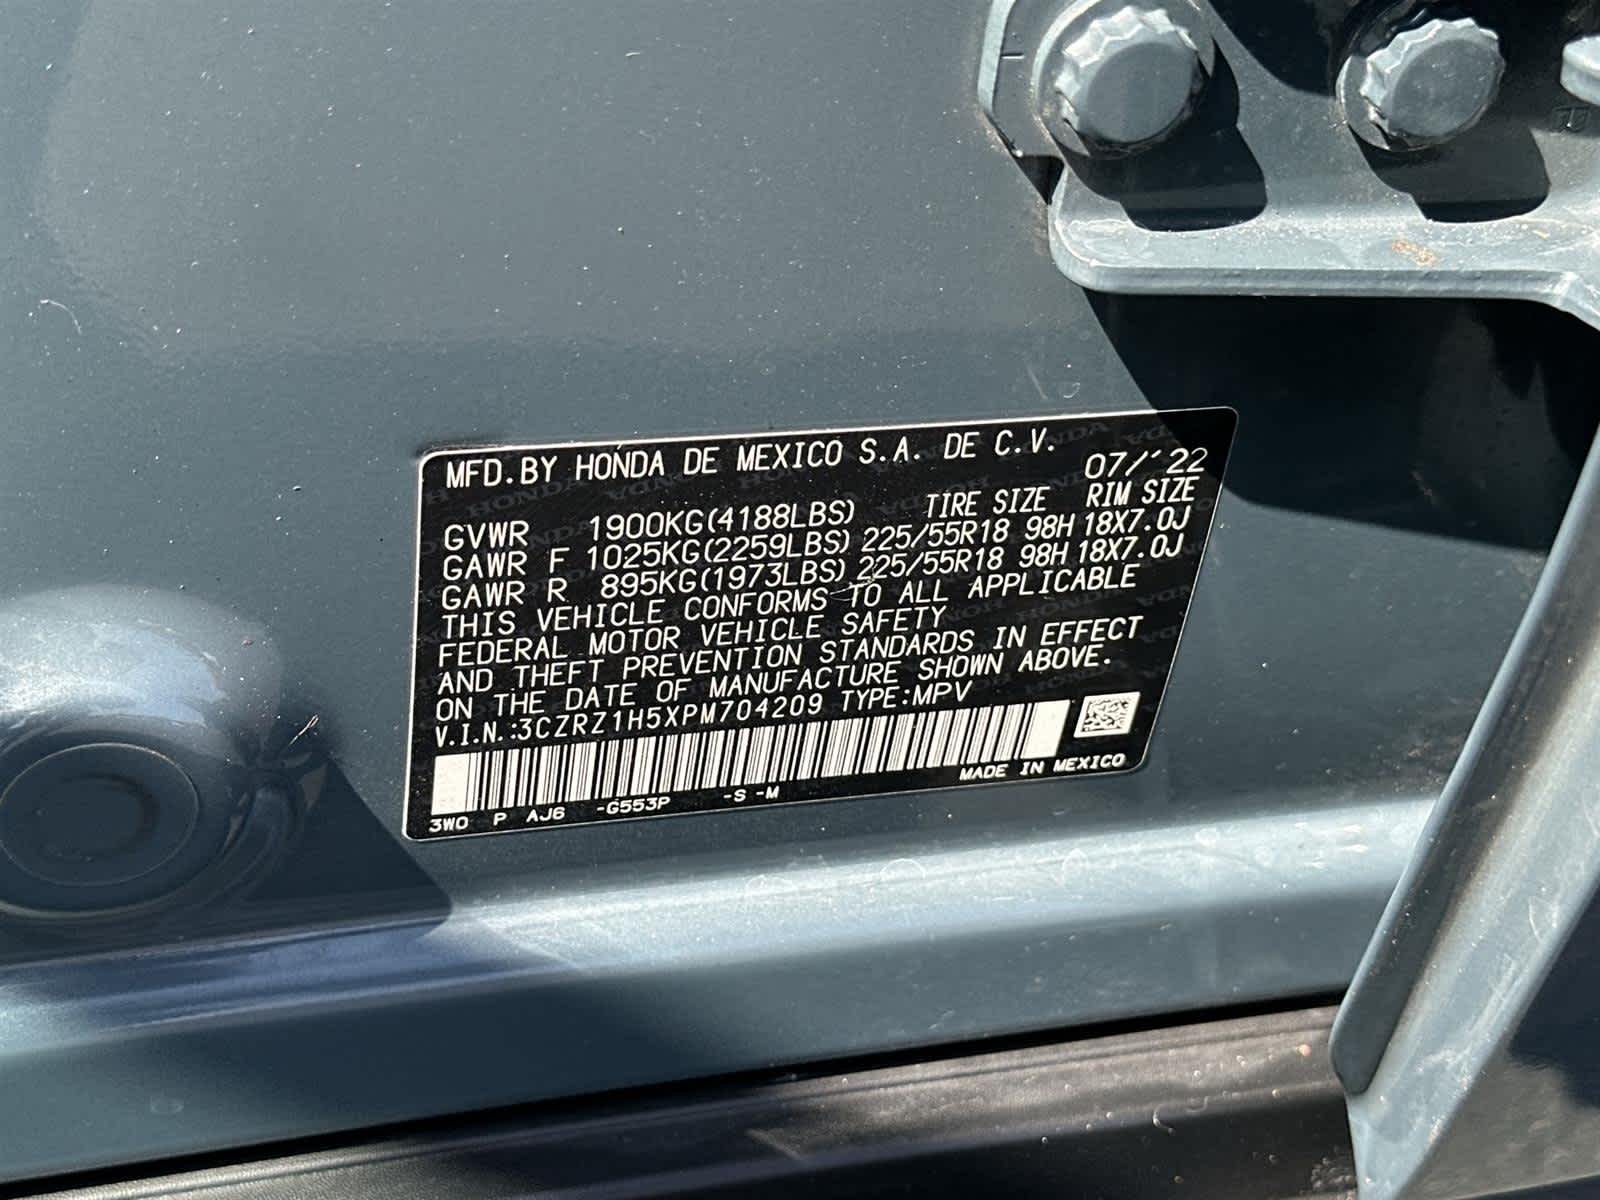 MFD.BY HONDA DE MEXICO S.A. DE C.V.
07/'22
TIRE SIZE RIM SIZE
GVWR 1900KG(4188LBS)
GAWR F 1025KG(2259LBS) 225/55R18 98H 18X7.0J
GAWR R 895KG(1973LBS) 225/55R18 98H 18X7.0J
THIS VEHICLE CONFORMS TO ALL APPLICABLE
FEDERAL MOTOR VEHICLE SAFETY
AND THEFT PREVENTION STANDARDS IN EFFECT
ON THE DATE OF MANUFACTURE SHOWN ABOVE.
V.I.N.:3CZRZ1H5XPM704209 TYPE:MPV
MADE IN MEXICO
3W0 P AJ6 -G553P -S -M